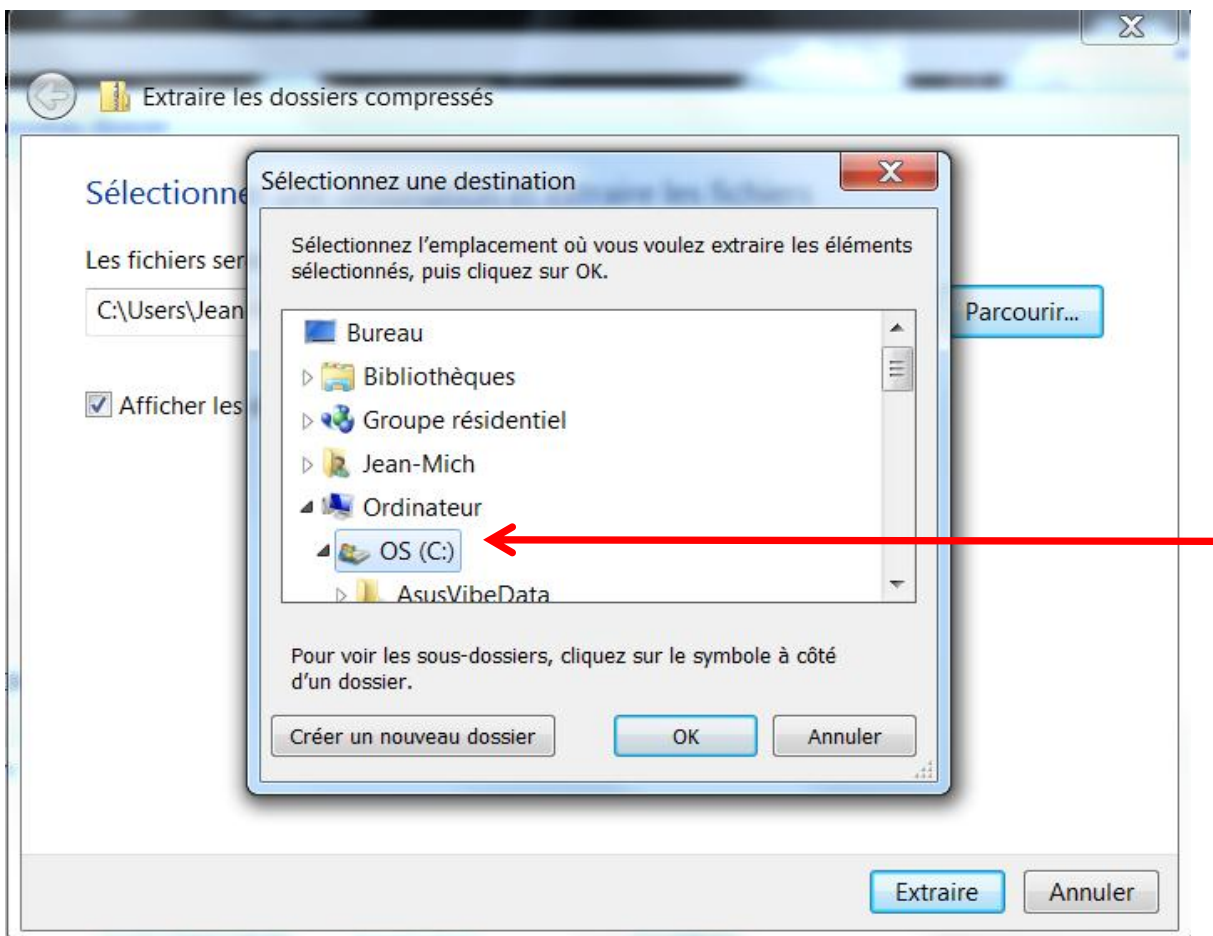 Extraire les dossiers compressés
Sélectionne
Les fichiers ser
C:\Users\Jean
Parcourir...
Afficher les
Sélectionnez une destination
Sélectionnez l’emplacement où vous voulez extraire les éléments
sélectionnés, puis cliquez sur OK.
Bureau
Bibliothèques
Groupe résidentiel
Jean-Mich
Ordinateur
OS (C:)
AsusVibeData
Pour voir les sous-dossiers, cliquez sur le symbole à côté
d’un dossier.
Créer un nouveau dossier
OK
Annuler
Extraire
Annuler